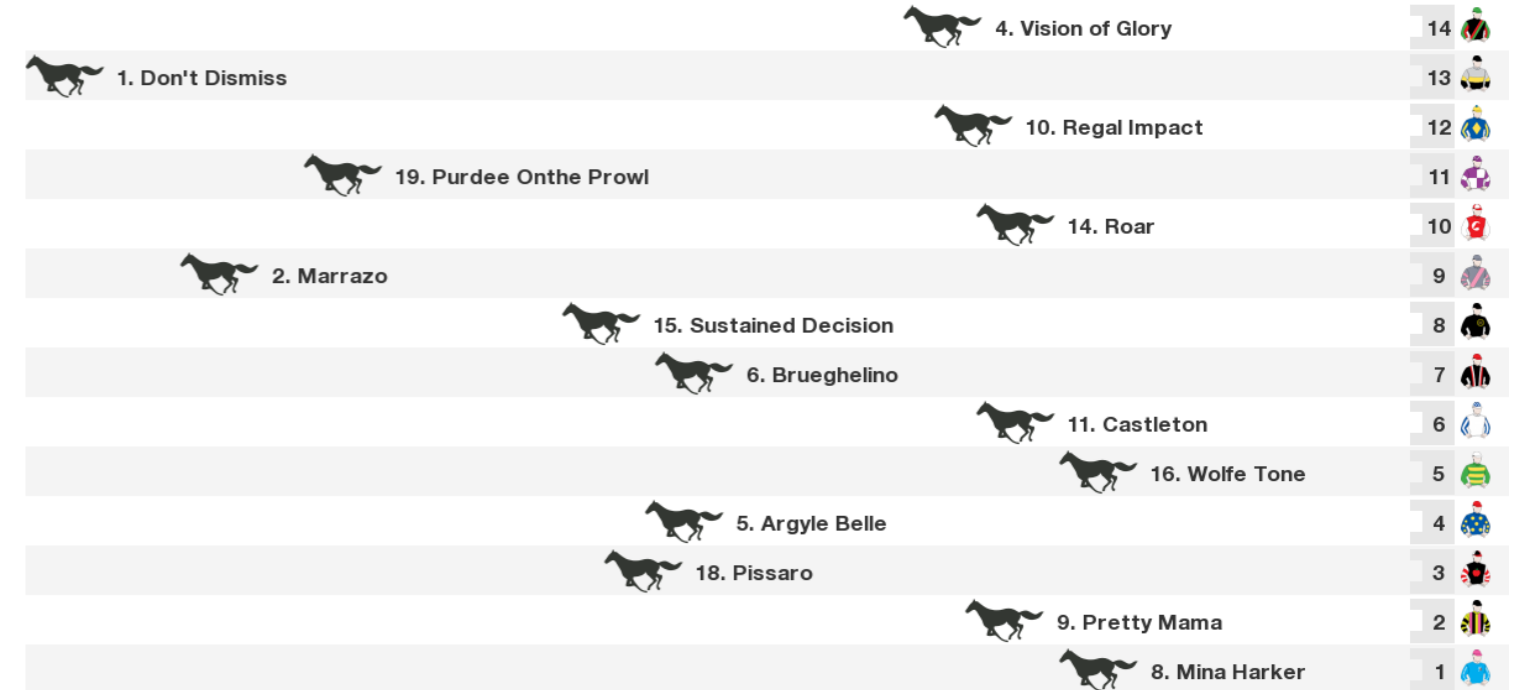 4. Vision of Glory 14
1. Don't Dismiss 13
10. Regal Impact 12
19. Purdee Onthe Prowl 11
14. Roar 10
2. Marrazo 9
15. Sustained Decision 8
6. Brueghelino 7
11. Castleton 6
16. Wolfe Tone 5
5. Argyle Belle 4
18. Pissaro 3
9. Pretty Mama 2
8. Mina Harker 1